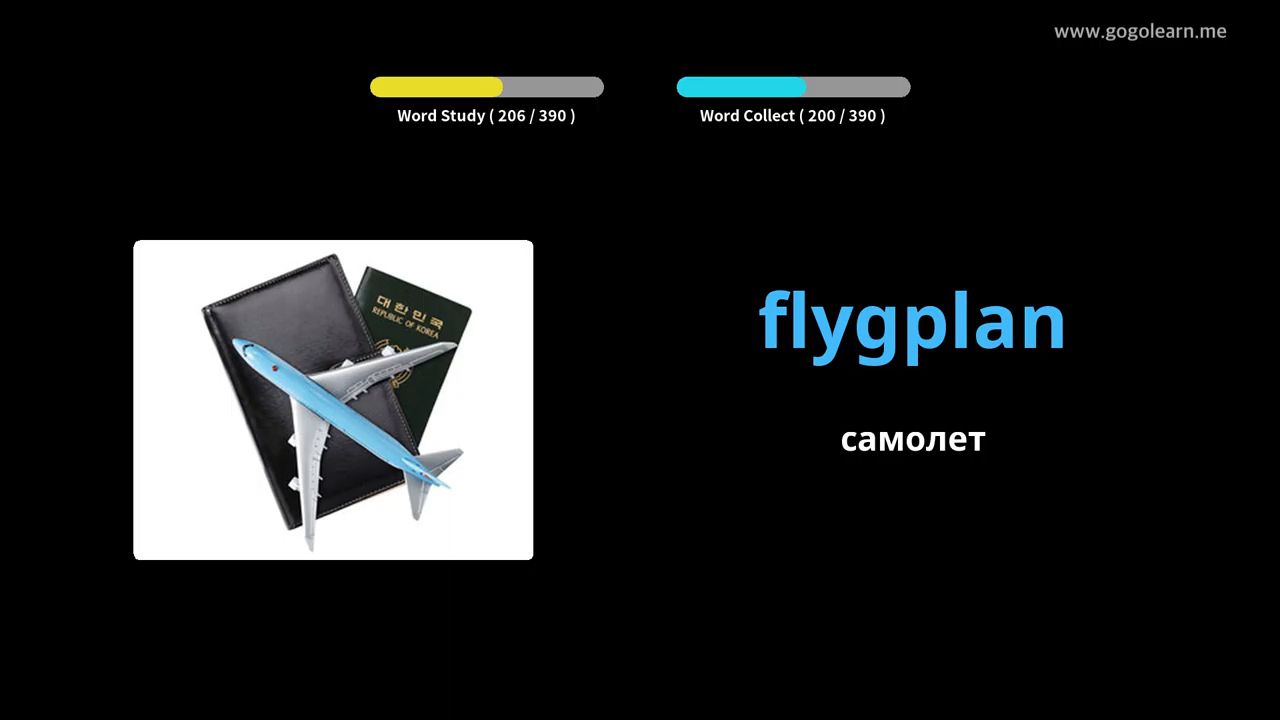 www.gogolearn.me
Word Study ( 206 / 390 )
Word Collect ( 200 / 390 )
대한민국
REPUBLIC OF KOREA
flygplan
самолет